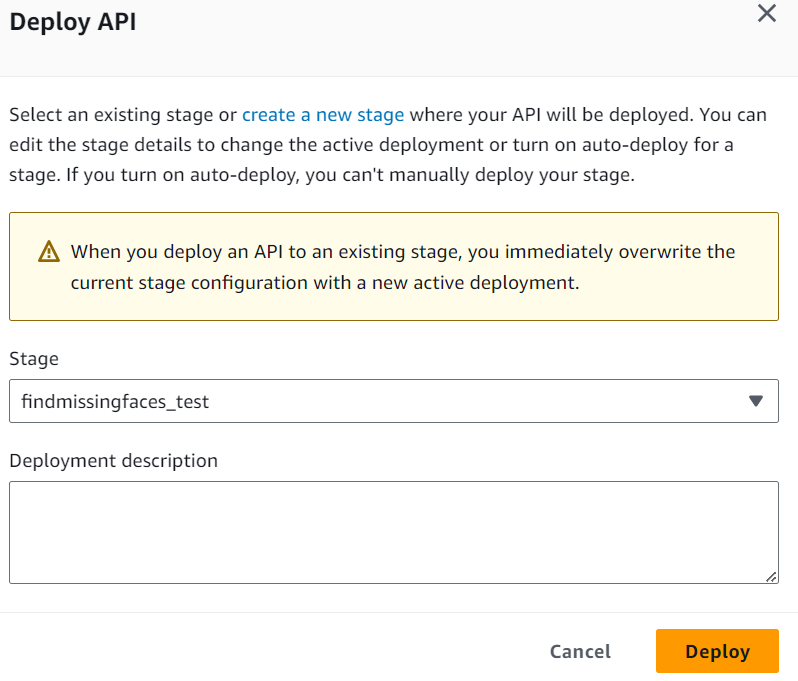 Deploy API
Select an existing stage or create a new stage where your API will be deployed. You can
edit the stage details to change the active deployment or turn on auto-deploy for a
stage. If you turn on auto-deploy, you can't manually deploy your stage.
When you deploy an API to an existing stage, you immediately overwrite the
current stage configuration with a new active deployment.
Stage
findmissingfaces_test
Deployment description
Cancel
Deploy